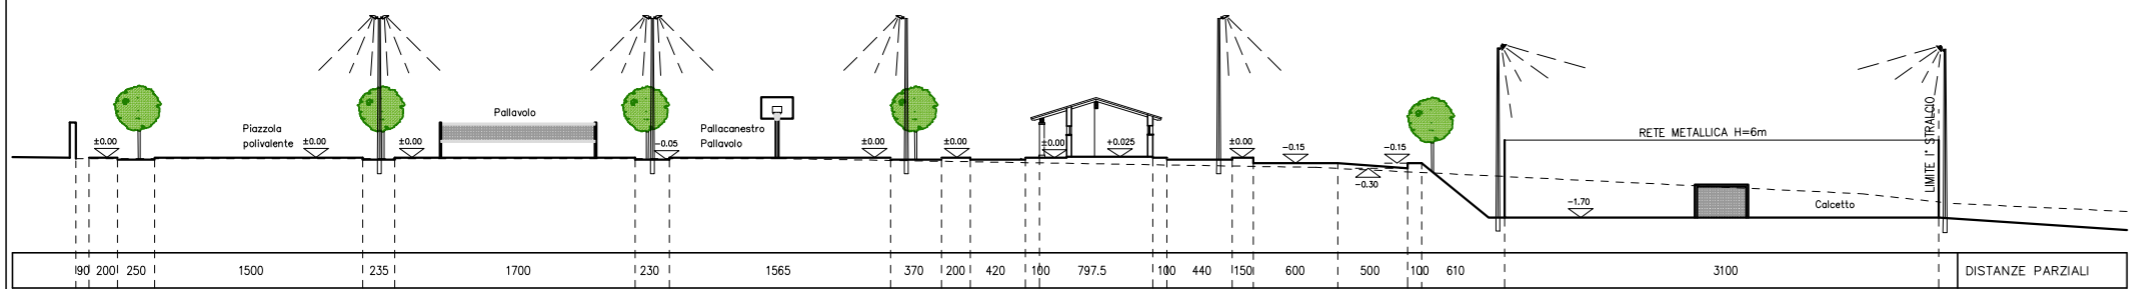 Piazzola
polivalente
Pallavolo
Pallacanestro
Pallavolo
±0.00
±0.00
±0.00
-0.05
±0.00
±0.00
±0.00
+0.025
±0.00
-0.15
-0.15
-0.30
RETE METALLICA H=6m
LIMITE I° STRALCIO
-1.70
Calcetto
90 200 250 1500 235 1700 230 1565 370 200 420 100 797.5 100 440 150 600 500 100 610 3100 DISTANZE PARZIALI